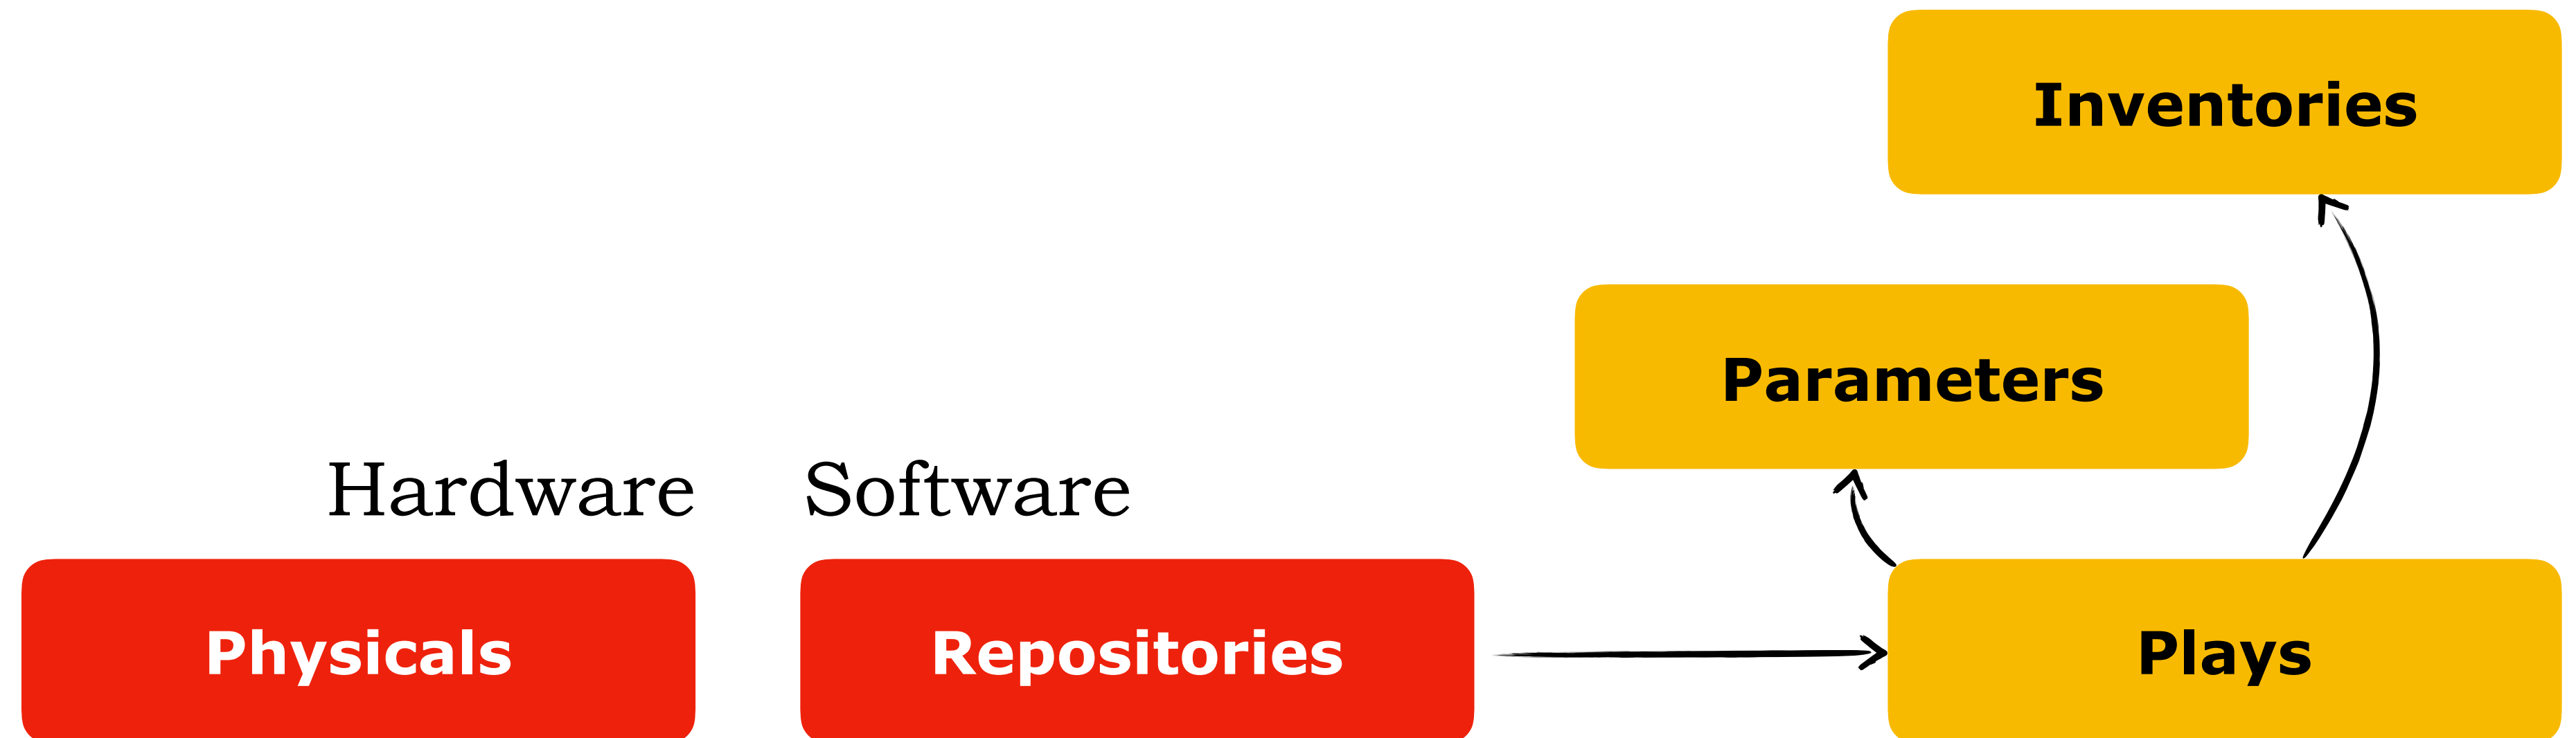 Inventories
Parameters
Hardware
Software
Physicals
Repositories
Plays